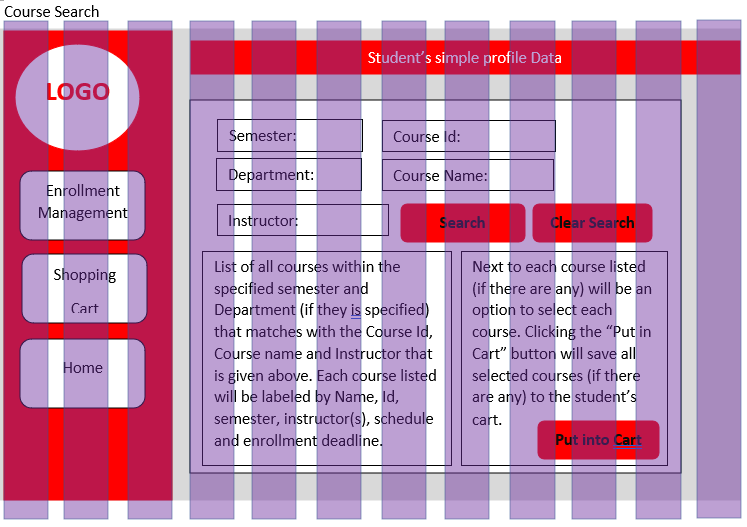 Course Search
Student's simple profile Data
LOGO
Enrollment
Management
Shopping
Cart
Home
Semester:
Course Id:
Department:
Course Name:
Instructor:
Search
Clear Search
List of all courses within the
specified semester and
Department (if they is specified)
that matches with the Course Id,
Course name and Instructor that
is given above. Each course listed
will be labeled by Name, Id,
semester, instructor(s), schedule
and enrollment deadline.
Next to each course listed
(if there are any) will be an
option to select each
course. Clicking the “Put in
Cart” button will save all
selected courses (if there
are any) to the student’s
cart.
Put into Cart